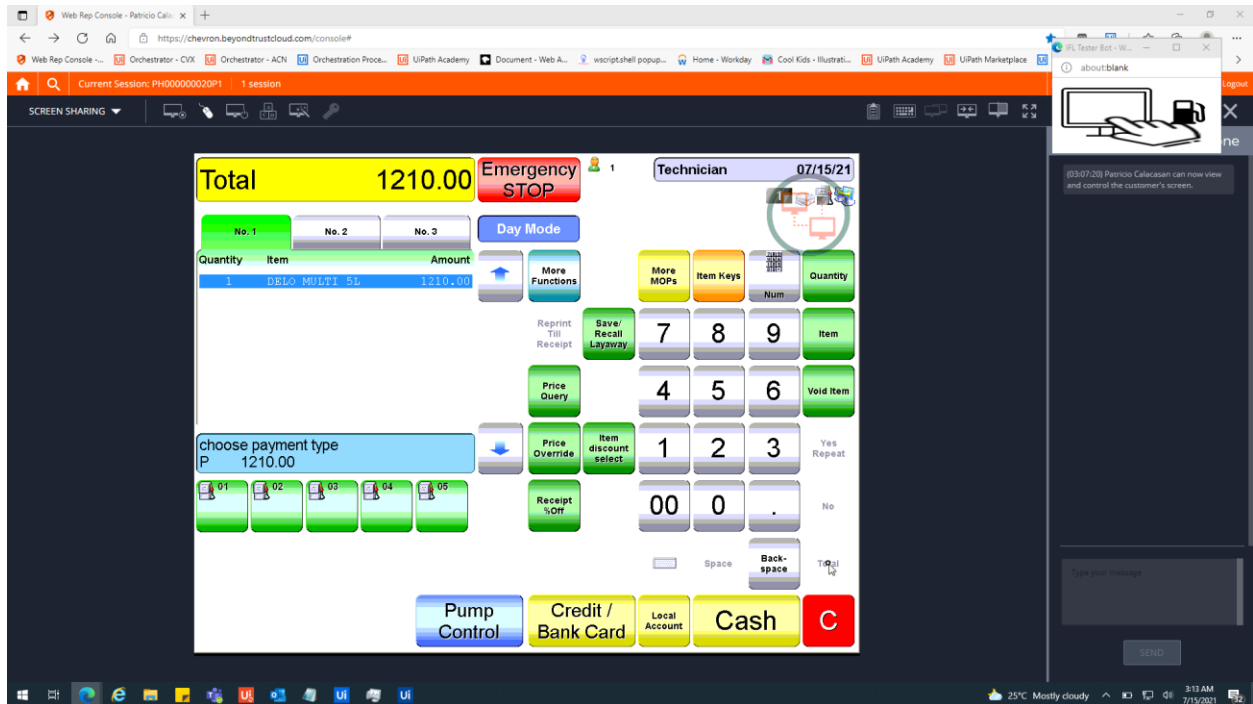 Web Rep Console - Patricio Cala
https://chevron.beyondtrustcloud.com/console#
Web Rep Console -...
Orchestrator - CVX
Orchestrator - ACN
Orchestration Proce...
UiPath Academy
Document - Web A...
wscript.shell popup...
Home - Workday
Cool Kids - Illustrati...
UiPath Academy
UiPath Marketplace
IFL Tester Bot - W...
about:blank
Current Session: PH000000020P1
1 session
Logout
SCREEN SHARING
ne
(03:07:20) Patricio Calacasan can now view
and control the customer's screen.
Total 1210.00
Emergency
STOP
1
Technician 07/15/21
1
No. 1
No. 2
No. 3
Day Mode
Quantity Item Amount
1 DELO MULTI 5L 1210.00
More
Functions
More
MOPs
Item Keys
Num
Quantity
Reprint
Till
Receipt
Save/
Recall
Layaway
7
8
9
Item
Price
Query
4
5
6
Void Item
choose payment type
P 1210.00
Price
Override
Item
discount
select
1
2
3
Yes
Repeat
01
02
03
04
05
Receipt
%Off
00
0
.
No
Space
Back-
space
Total
Type your message
Pump
Control
Credit /
Bank Card
Local
Account
Cash
C
SEND
25°C Mostly cloudy
3:13 AM
7/15/2021